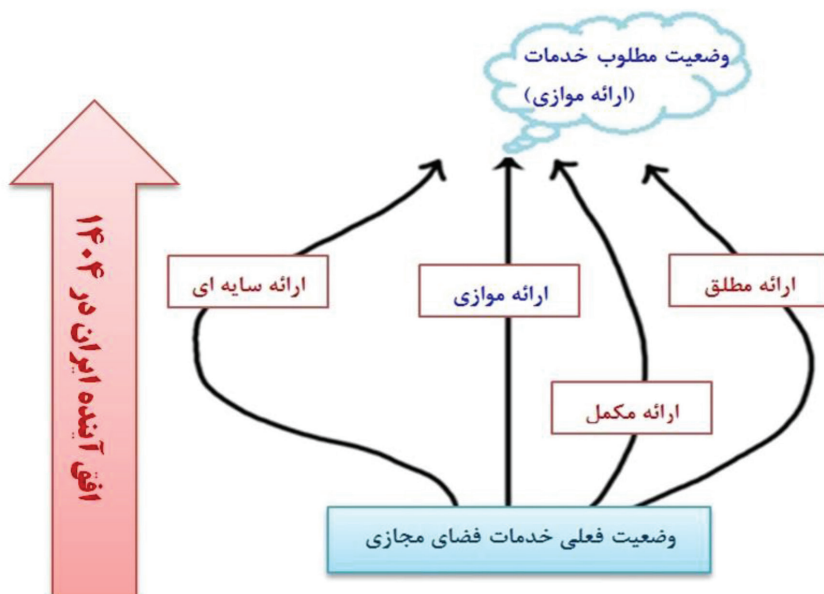 وضعیت مطلوب خدمات
(ارائه موازی)
ارائه مطلق
ارائه موازی
ارائه سایه ای
ارائه مکمل
وضعیت فعلی خدمات فضای مجازی
افق آینده ایران در ۱۴۰۴